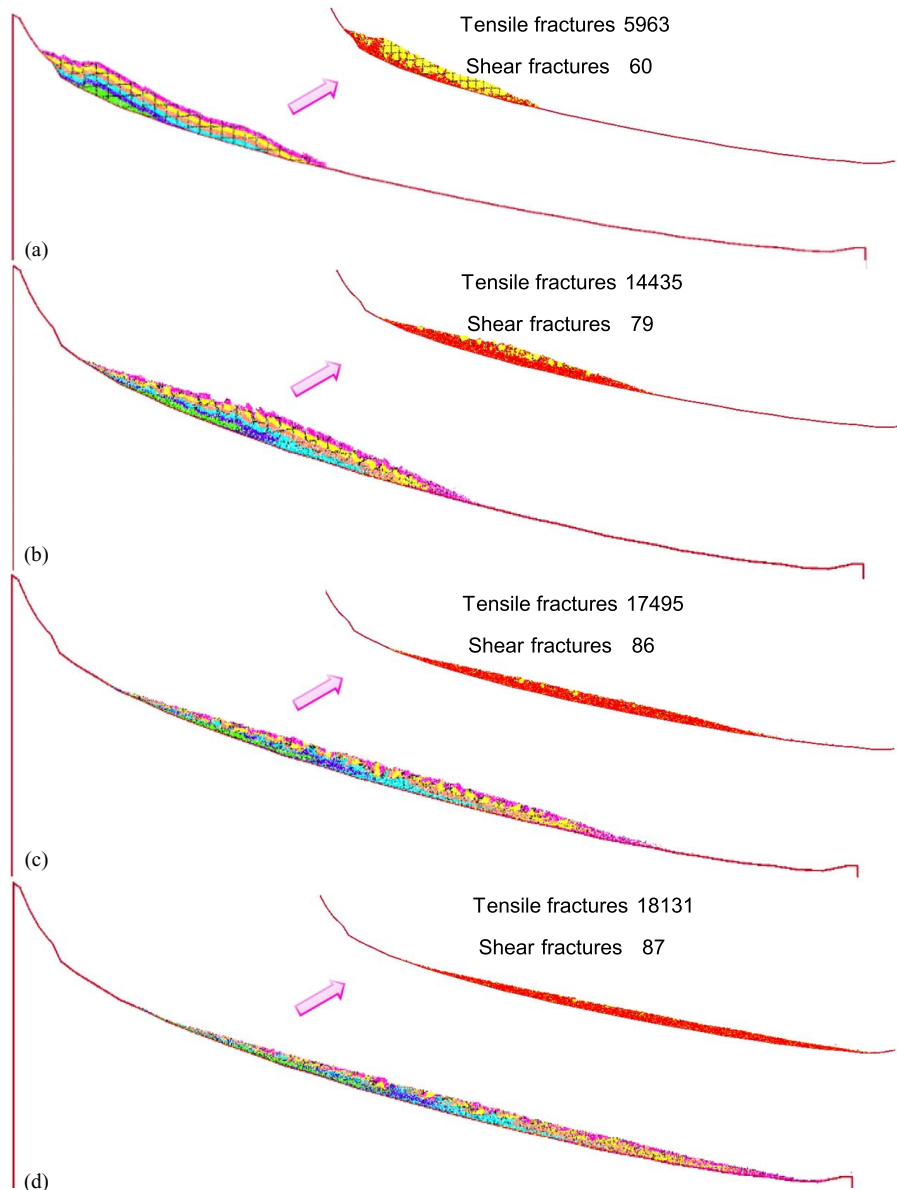 Tensile fractures 5963
Shear fractures 60
(a)
Tensile fractures 14435
Shear fractures 79
(b)
Tensile fractures 17495
Shear fractures 86
(c)
Tensile fractures 18131
Shear fractures 87
(d)